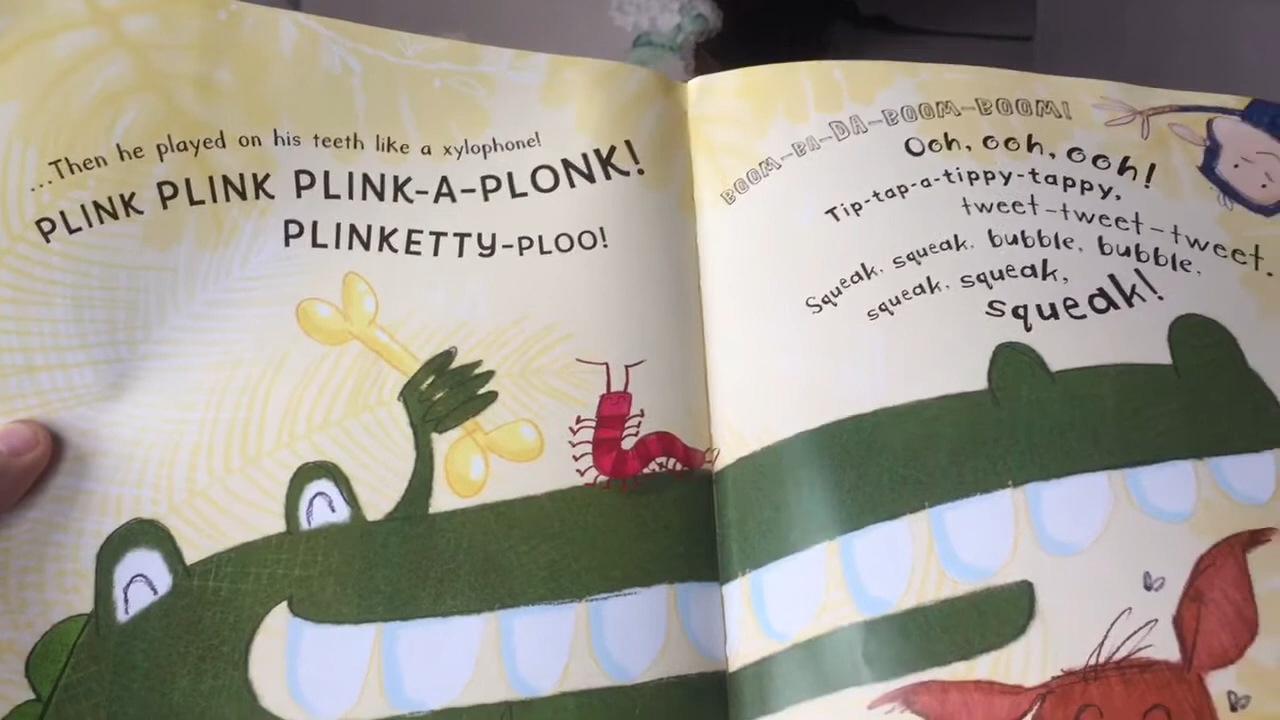 ...Then he played on his teeth like a xylophone!
PLINK PLINK PLINK-A-PLONK!
PLINKETTY-PLOO!
BOOM-BA-DA-BOOM-BOOM!
Ooh, ooh, ooh!
Tip-tap-a-tippy-tappy,
tweet-tweet-tweet.
Squeak, squeak, bubble, bubble,
squeak, squeak,
squeak!